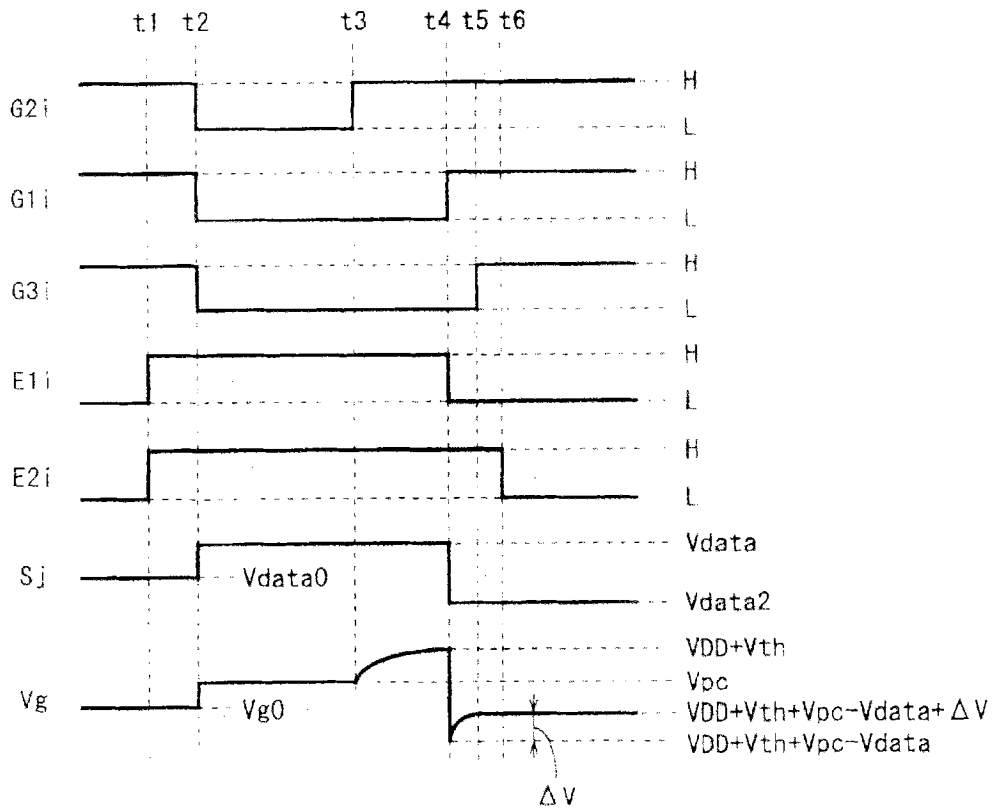 t1 t2 t3 t4 t5 t6
G2i H
L
G1i H
L
G3i H
L
E1i H
L
E2i H
L
Sj Vdata0 Vdata
Vdata2
Vg Vg0 VDD+Vth
Vpc
VDD+Vth+Vpc-Vdata+ΔV
VDD+Vth+Vpc-Vdata
ΔV